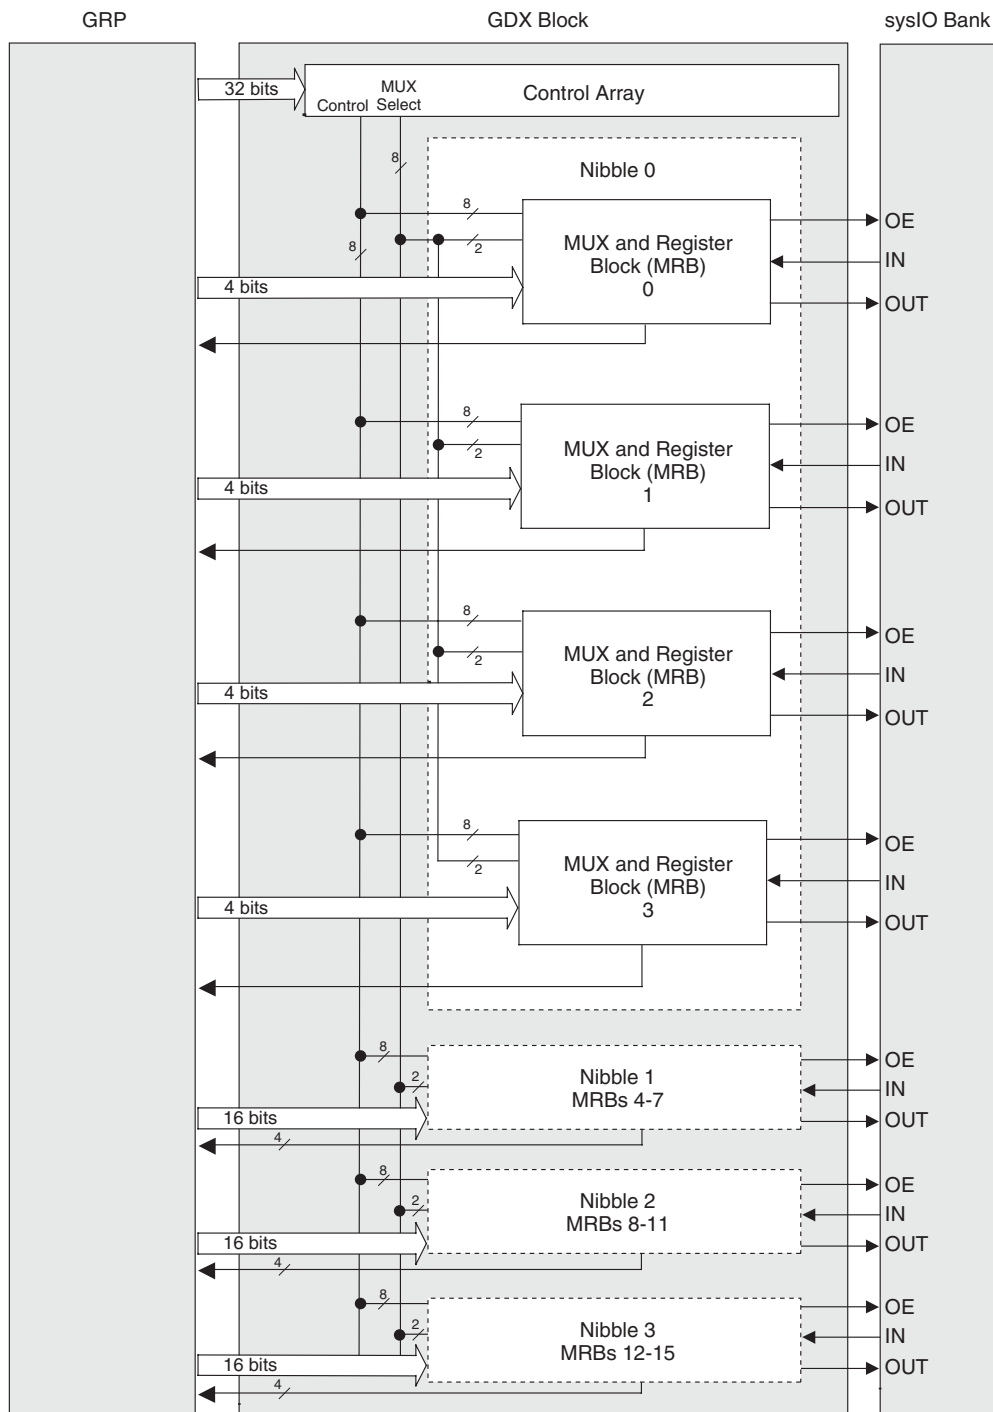 GRP GDX Block sysIO Bank
32 bits Control MUX Select Control Array
8
Nibble 0
8 OE
8 2 MUX and Register
Block (MRB) IN
4 bits 0
OUT
8 OE
2 MUX and Register
Block (MRB) IN
4 bits 1
OUT
8 OE
2 MUX and Register
Block (MRB) IN
4 bits 2
OUT
8 OE
2 MUX and Register
Block (MRB) IN
4 bits 3
OUT
8 OE
2 Nibble 1 IN
MRBs 4-7
16 bits OUT
4
8 OE
2 Nibble 2 IN
MRBs 8-11
16 bits OUT
4
8 OE
2 Nibble 3 IN
MRBs 12-15
16 bits OUT
4